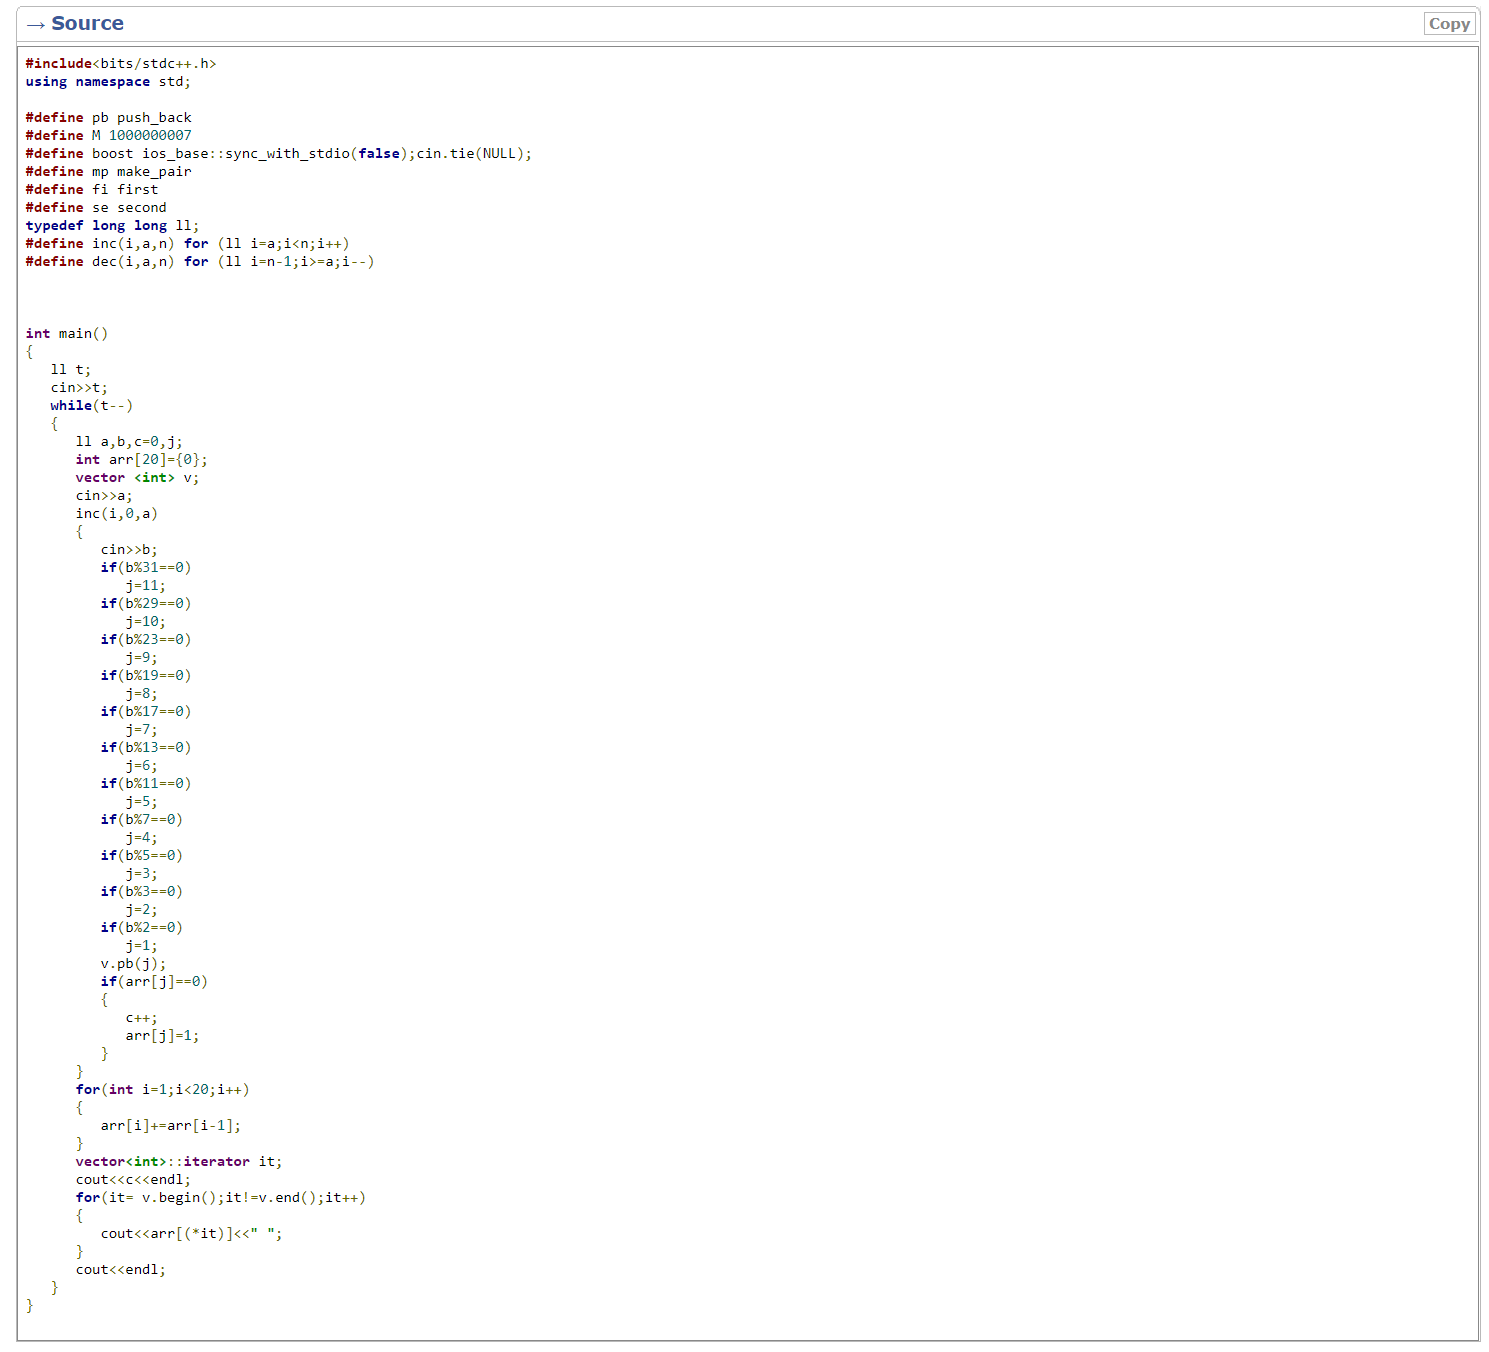 → Source
Copy
#include<bits/stdc++.h>
using namespace std;
#define pb push_back
#define M 1000000007
#define boost ios_base::sync_with_stdio(false);cin.tie(NULL);
#define mp make_pair
#define fi first
#define se second
typedef long long ll;
#define inc(i,a,n) for (ll i=a;i<n;i++)
#define dec(i,a,n) for (ll i=n-1;i>=a;i--)
int main()
{
ll t;
cin>>t;
while(t--)
{
ll a,b,c=0,j;
int arr[20]={0};
vector <int> v;
cin>>a;
inc(i,0,a)
{
cin>>b;
if(b%31==0)
j=11;
if(b%29==0)
j=10;
if(b%23==0)
j=9;
if(b%19==0)
j=8;
if(b%17==0)
j=7;
if(b%13==0)
j=6;
if(b%11==0)
j=5;
if(b%7==0)
j=4;
if(b%5==0)
j=3;
if(b%3==0)
j=2;
if(b%2==0)
j=1;
v.pb(j);
if(arr[j]==0)
{
c++;
arr[j]=1;
}
}
for(int i=1;i<20;i++)
{
arr[i]+=arr[i-1];
}
vector<int>::iterator it;
cout<<c<<endl;
for(it= v.begin();it!=v.end();it++)
{
cout<<arr[(*it)]<<" ";
}
cout<<endl;
}
}